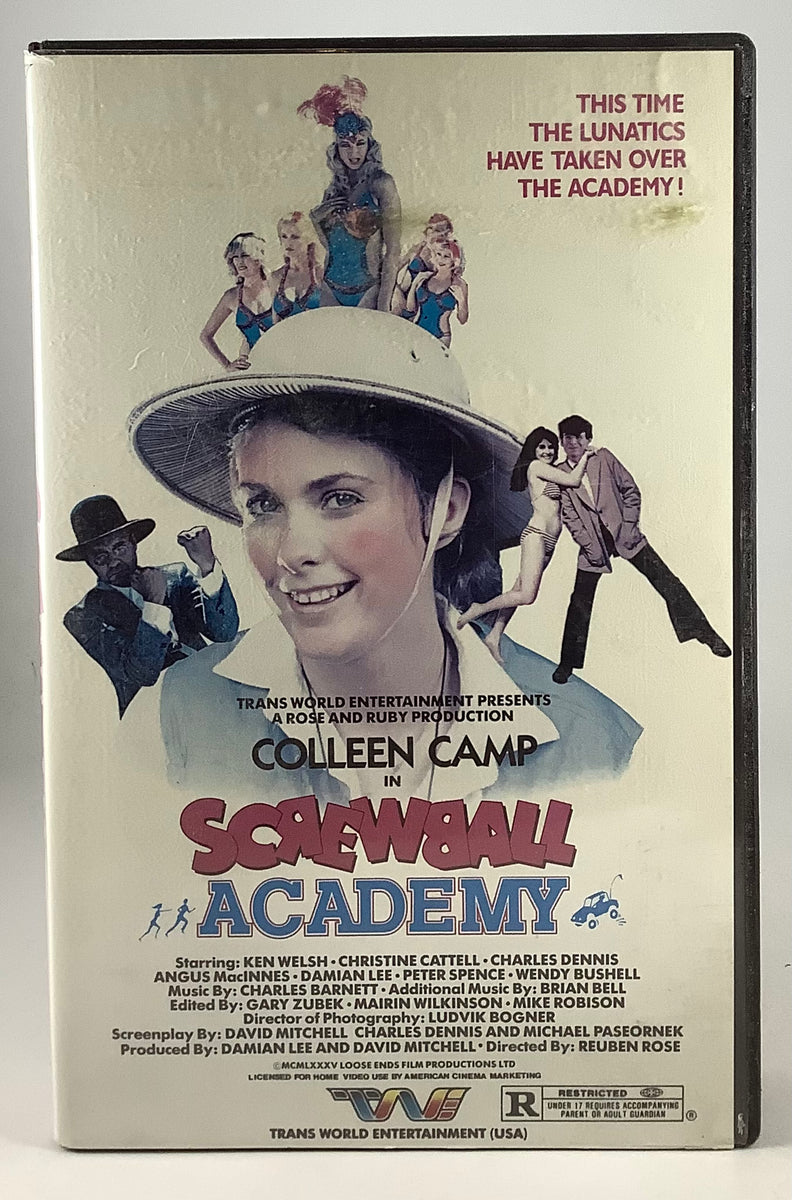 THIS TIME
THE LUNATICS
HAVE TAKEN OVER
THE ACADEMY!
TRANS WORLD ENTERTAINMENT PRESENTS
A ROSE AND RUBY PRODUCTION
COLLEEN CAMP
IN
SCREWBALL
ACADEMY
Starring: KEN WELSH • CHRISTINE CATTELL • CHARLES DENNIS
ANGUS MacINNES • DAMIAN LEE • PETER SPENCE • WENDY BUSHELL
Music By: CHARLES BARNETT • Additional Music By: BRIAN BELL
Edited By: GARY ZUBEK • MAIRIN WILKINSON • MIKE ROBISON
Director of Photography: LUDVIK BOGNER
Screenplay By: DAVID MITCHELL CHARLES DENNIS AND MICHAEL PASEORNEK
Produced By: DAMIAN LEE AND DAVID MITCHELL • Directed By: REUBEN ROSE
©MCMLXXXV LOOSE ENDS FILM PRODUCTIONS LTD
LICENSED FOR HOME VIDEO USE BY AMERICAN CINEMA MARKETING
TWE
R RESTRICTED
UNDER 17 REQUIRES ACCOMPANYING
PARENT OR ADULT GUARDIAN ®
TRANS WORLD ENTERTAINMENT (USA)